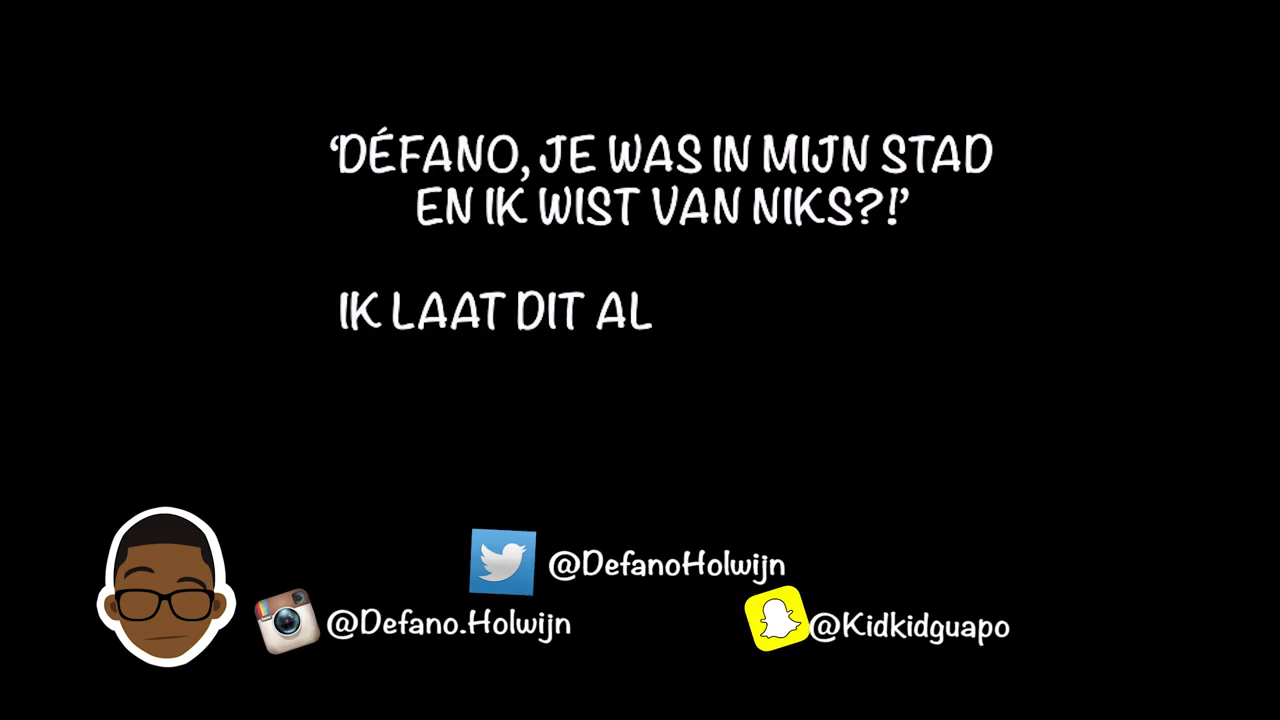 ‘DÉFANO, JE WAS IN MIJN STAD
EN IK WIST VAN NIKS?!’
IK LAAT DIT AL
@DefanoHolwijn
@Defano.Holwijn
@Kidkidguapo